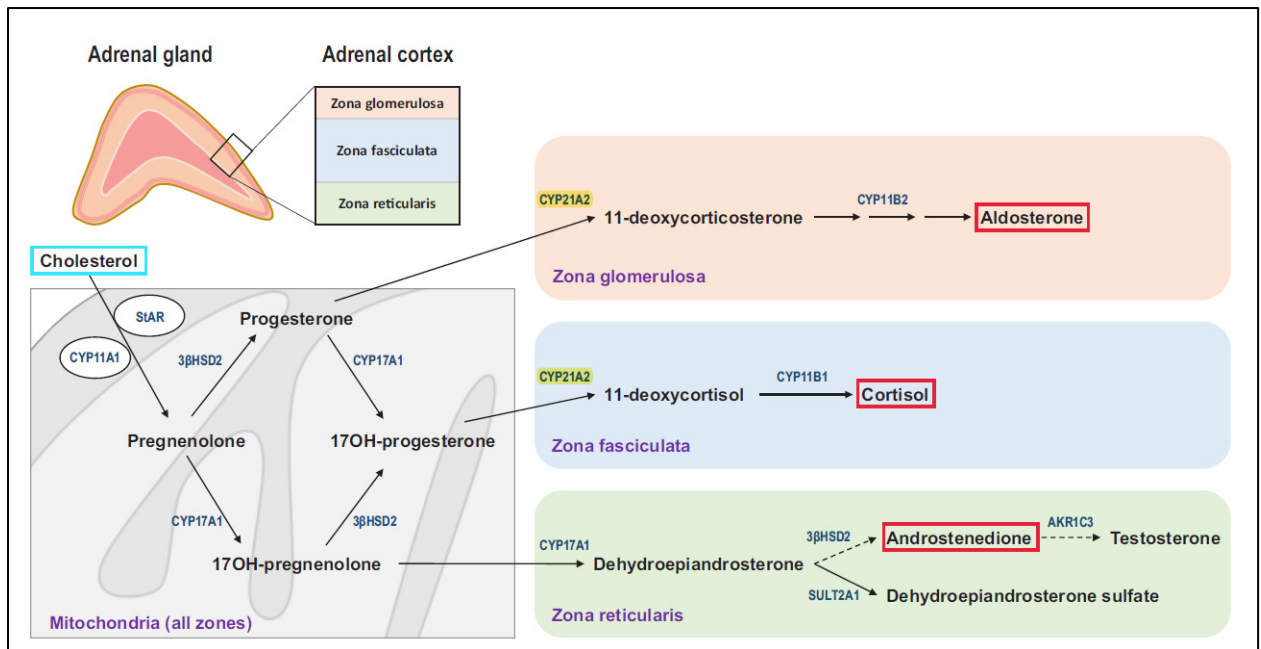 Adrenal gland
Adrenal cortex
Zona glomerulosa
Zona fasciculata
Zona reticularis
Cholesterol
StAR
CYP11A1
Progesterone
3βHSD2
CYP17A1
Pregnenolone
17OH-progesterone
CYP17A1
3βHSD2
17OH-pregnenolone
Mitochondria (all zones)
CYP21A2
11-deoxycorticosterone
CYP11B2
Aldosterone
Zona glomerulosa
CYP21A2
11-deoxycortisol
CYP11B1
Cortisol
Zona fasciculata
CYP17A1
Dehydroepiandrosterone
3βHSD2
Androstenedione
AKR1C3
Testosterone
SULT2A1
Dehydroepiandrosterone sulfate
Zona reticularis